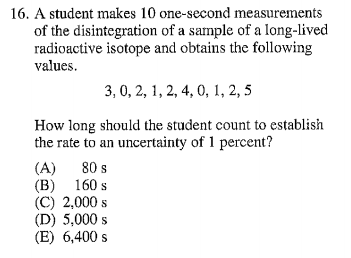 16. A student makes 10 one-second measurements
of the disintegration of a sample of a long-lived
radioactive isotope and obtains the following
values.
3, 0, 2, 1, 2, 4, 0, 1, 2, 5
How long should the student count to establish
the rate to an uncertainty of 1 percent?
(A) 80 s
(B) 160 s
(C) 2,000 s
(D) 5,000 s
(E) 6,400 s